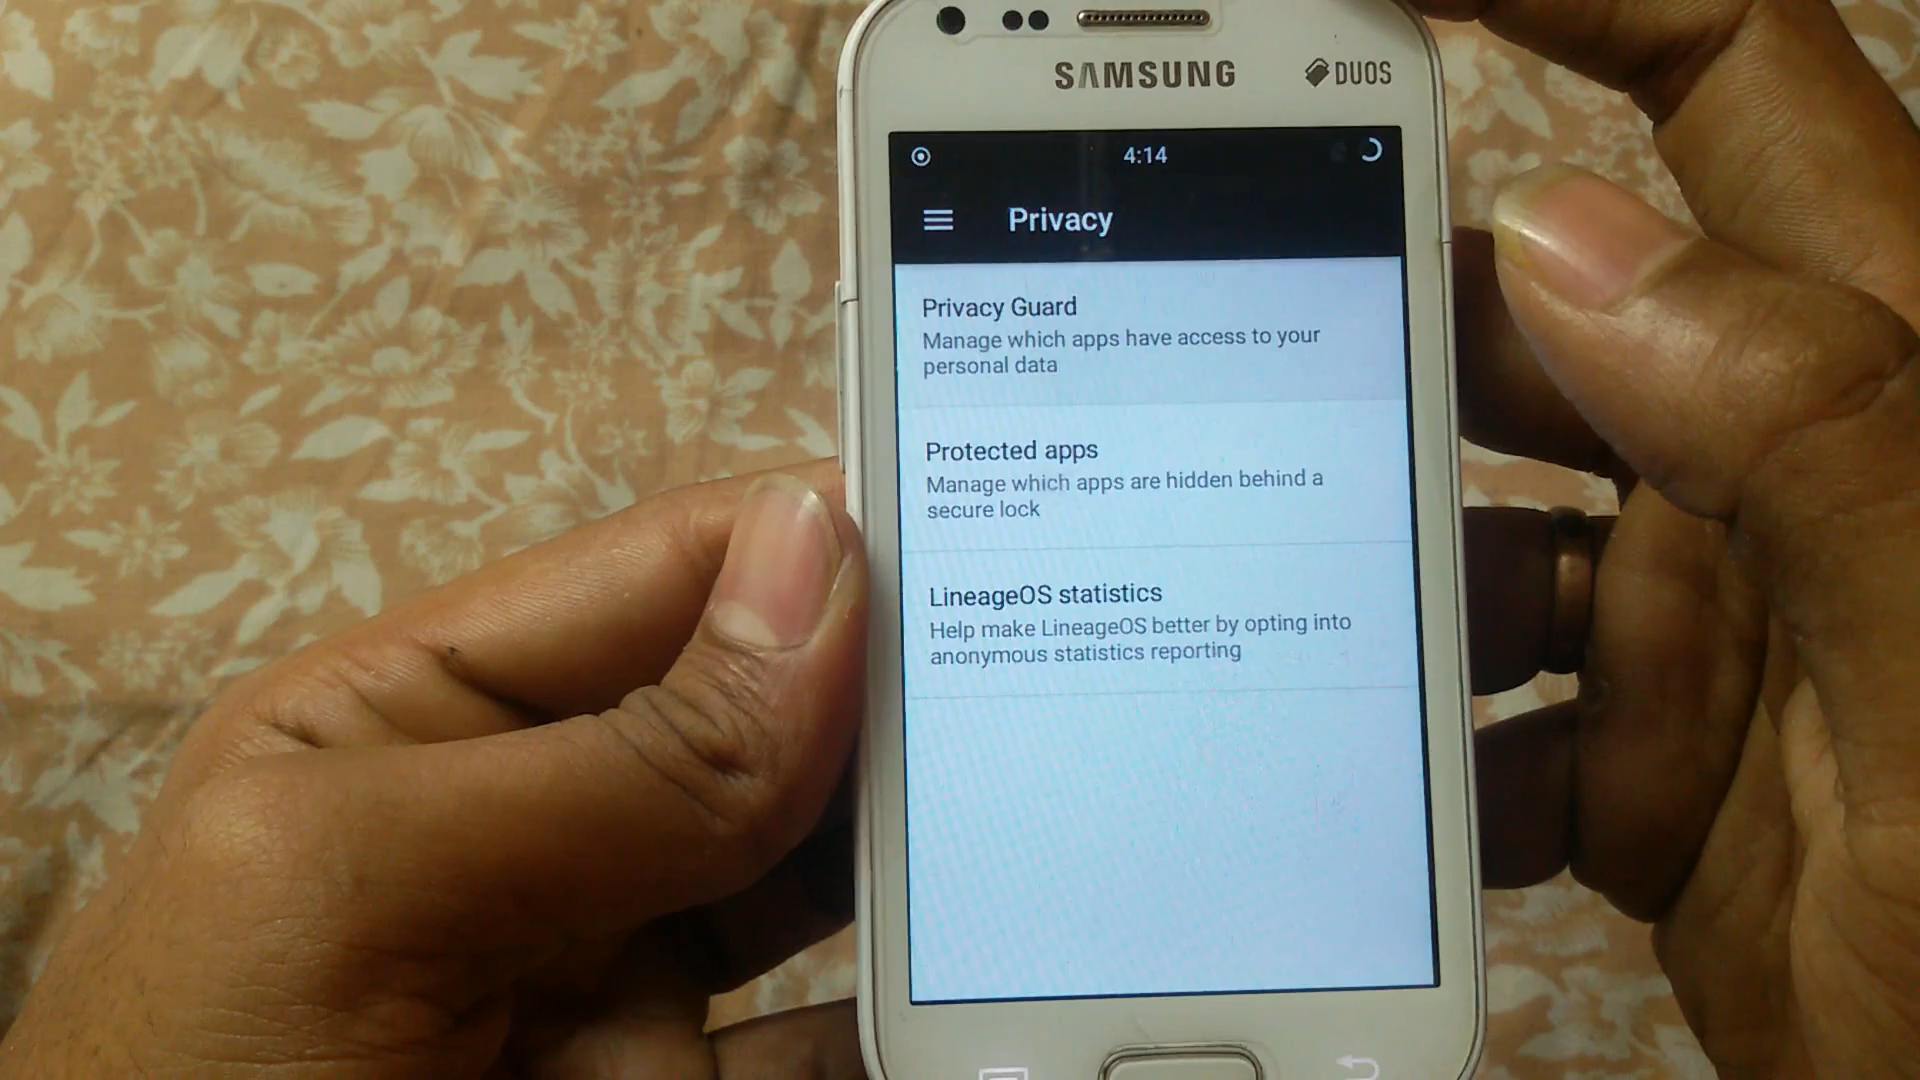 SAMSUNG DUOS
4:14
Privacy
Privacy Guard
Manage which apps have access to your
personal data
Protected apps
Manage which apps are hidden behind a
secure lock
LineageOS statistics
Help make LineageOS better by opting into
anonymous statistics reporting